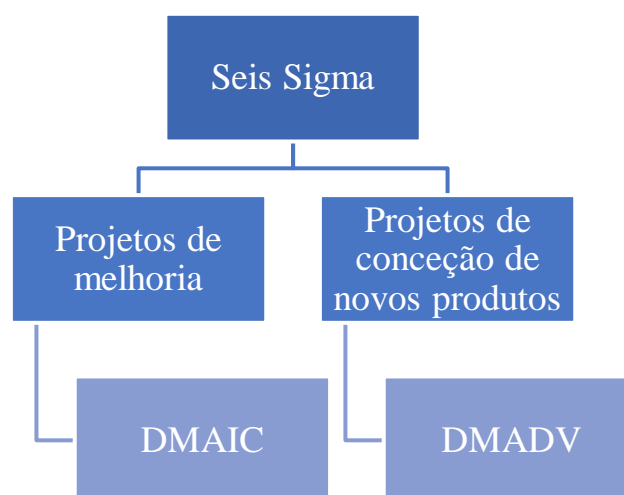 Seis Sigma
Projetos de
melhoria
Projetos de
conceção de
novos produtos
DMAIC
DMADV